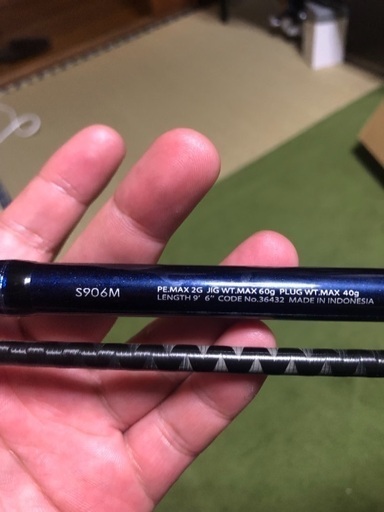 S906M
PE.MAX 2G JIG WT.MAX 60g PLUG WT.MAX 40g
LENGTH 9' 6" CODE No.36432 MADE IN INDONESIA